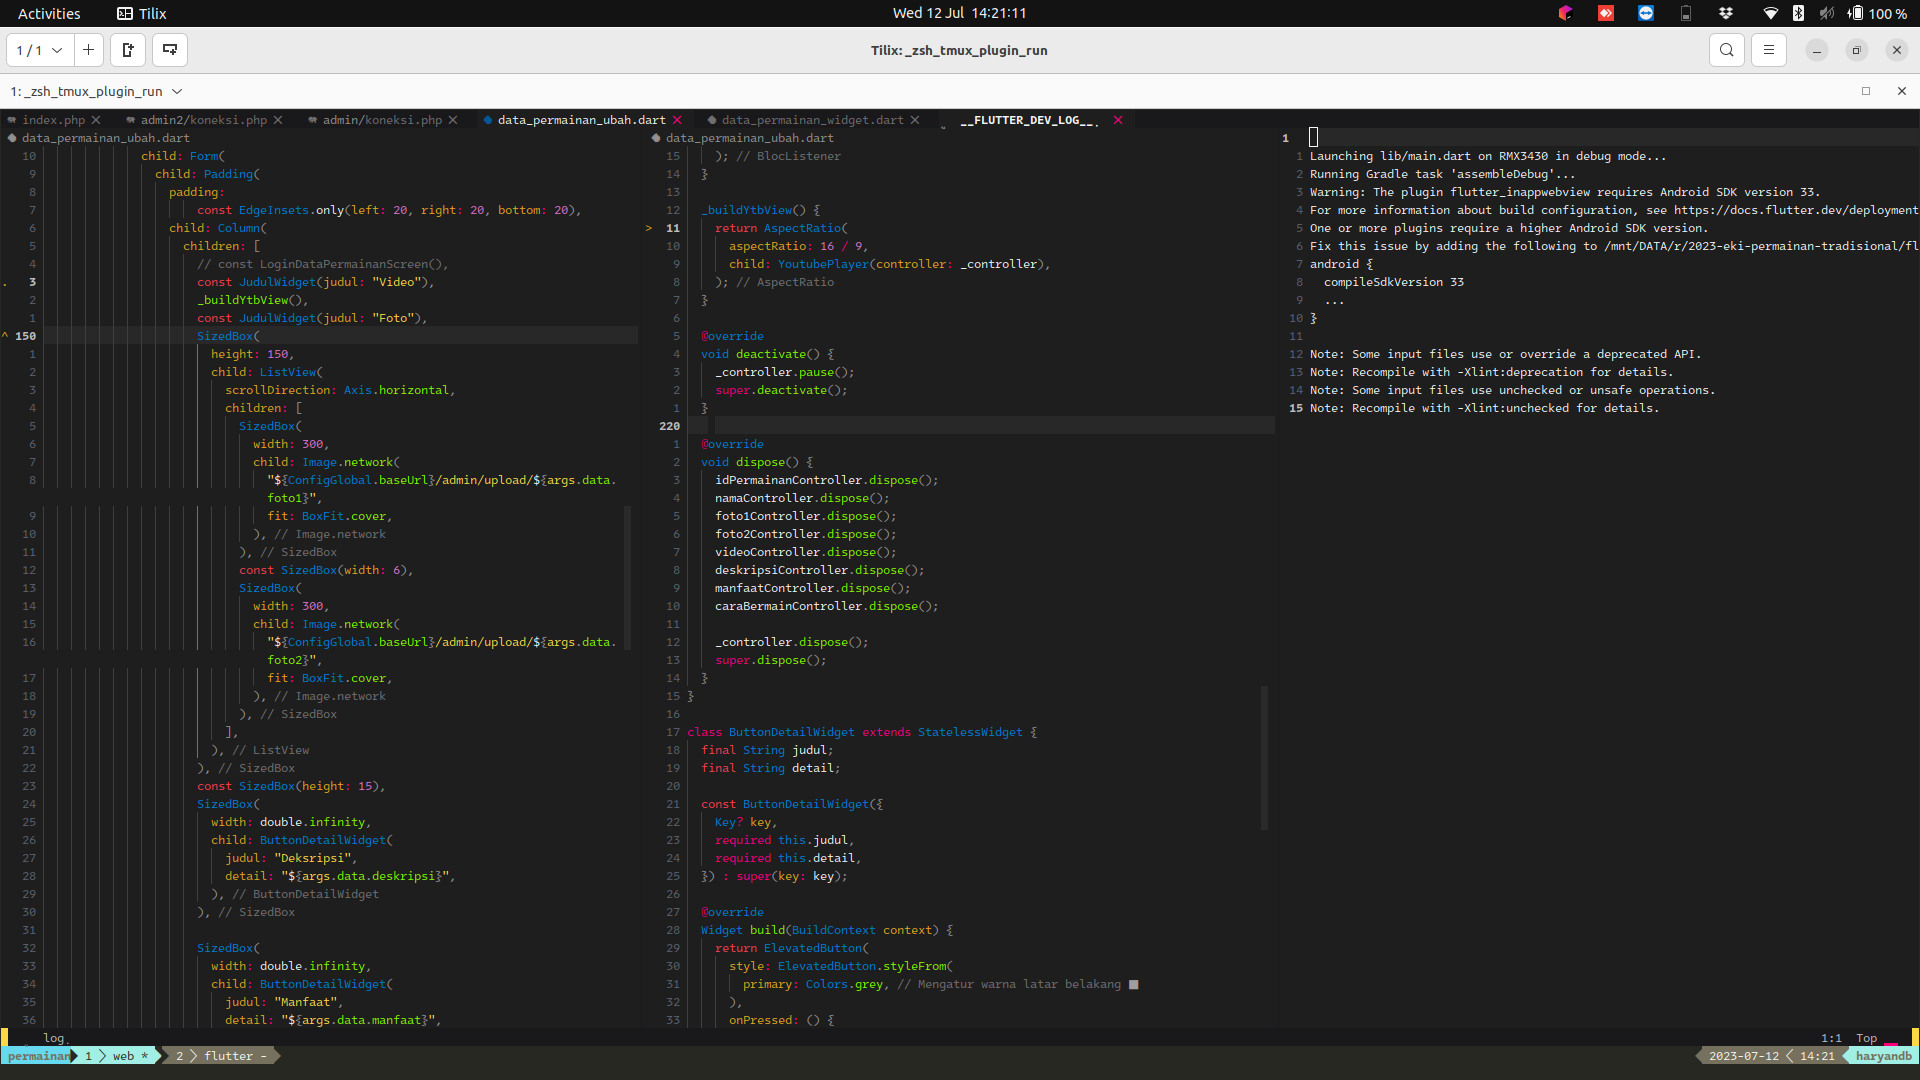 Activities
Tilix
Wed 12 Jul 14:21:11
100 %
1 / 1
Tilix: _zsh_tmux_plugin_run
1: _zsh_tmux_plugin_run
index.php
admin2/koneksi.php
admin/koneksi.php
data_permainan_ubah.dart
data_permainan_widget.dart
__FLUTTER_DEV_LOG__
data_permainan_ubah.dart
10 child: Form(
9 child: Padding(
8 padding:
7 const EdgeInsets.only(left: 20, right: 20, bottom: 20),
6 child: Column(
5 children: [
4 // const LoginDataPermainanScreen(),
3 const JudulWidget(judul: "Video"),
2 _buildYtbView(),
1 const JudulWidget(judul: "Foto"),
^ 150 SizedBox(
1 height: 150,
2 child: ListView(
3 scrollDirection: Axis.horizontal,
4 children: [
5 SizedBox(
6 width: 300,
7 child: Image.network(
8 "${ConfigGlobal.baseUrl}/admin/upload/${args.data.
foto1}",
9 fit: BoxFit.cover,
10 ), // Image.network
11 ), // SizedBox
12 const SizedBox(width: 6),
13 SizedBox(
14 width: 300,
15 child: Image.network(
16 "${ConfigGlobal.baseUrl}/admin/upload/${args.data.
foto2}",
17 fit: BoxFit.cover,
18 ), // Image.network
19 ), // SizedBox
20 ],
21 ), // ListView
22 ), // SizedBox
23 const SizedBox(height: 15),
24 SizedBox(
25 width: double.infinity,
26 child: ButtonDetailWidget(
27 judul: "Deksripsi",
28 detail: "${args.data.deskripsi}",
29 ), // ButtonDetailWidget
30 ), // SizedBox
31
32 SizedBox(
33 width: double.infinity,
34 child: ButtonDetailWidget(
35 judul: "Manfaat",
36 detail: "${args.data.manfaat}",
data_permainan_ubah.dart
15 ); // BlocListener
14 }
13
12 _buildYtbView() {
> 11 return AspectRatio(
10 aspectRatio: 16 / 9,
9 child: YoutubePlayer(controller: _controller),
8 ); // AspectRatio
7 }
6
5 @override
4 void deactivate() {
3 _controller.pause();
2 super.deactivate();
1 }
220
1 @override
2 void dispose() {
3 idPermainanController.dispose();
4 namaController.dispose();
5 foto1Controller.dispose();
6 foto2Controller.dispose();
7 videoController.dispose();
8 deskripsiController.dispose();
9 manfaatController.dispose();
10 caraBermainController.dispose();
11
12 _controller.dispose();
13 super.dispose();
14 }
15 }
16
17 class ButtonDetailWidget extends StatelessWidget {
18 final String judul;
19 final String detail;
20
21 const ButtonDetailWidget({
22 Key? key,
23 required this.judul,
24 required this.detail,
25 }) : super(key: key);
26
27 @override
28 Widget build(BuildContext context) {
29 return ElevatedButton(
30 style: ElevatedButton.styleFrom(
31 primary: Colors.grey, // Mengatur warna latar belakang
32 ),
33 onPressed: () {
1
1 Launching lib/main.dart on RMX3430 in debug mode...
2 Running Gradle task 'assembleDebug'...
3 Warning: The plugin flutter_inappwebview requires Android SDK version 33.
4 For more information about build configuration, see https://docs.flutter.dev/deployment
5 One or more plugins require a higher Android SDK version.
6 Fix this issue by adding the following to /mnt/DATA/r/2023-eki-permainan-tradisional/fl
7 android {
8 compileSdkVersion 33
9 ...
10 }
11
12 Note: Some input files use or override a deprecated API.
13 Note: Recompile with -Xlint:deprecation for details.
14 Note: Some input files use unchecked or unsafe operations.
15 Note: Recompile with -Xlint:unchecked for details.
log
1:1 Top
permainan 1 web * 2 flutter -
2023-07-12 14:21 haryandb